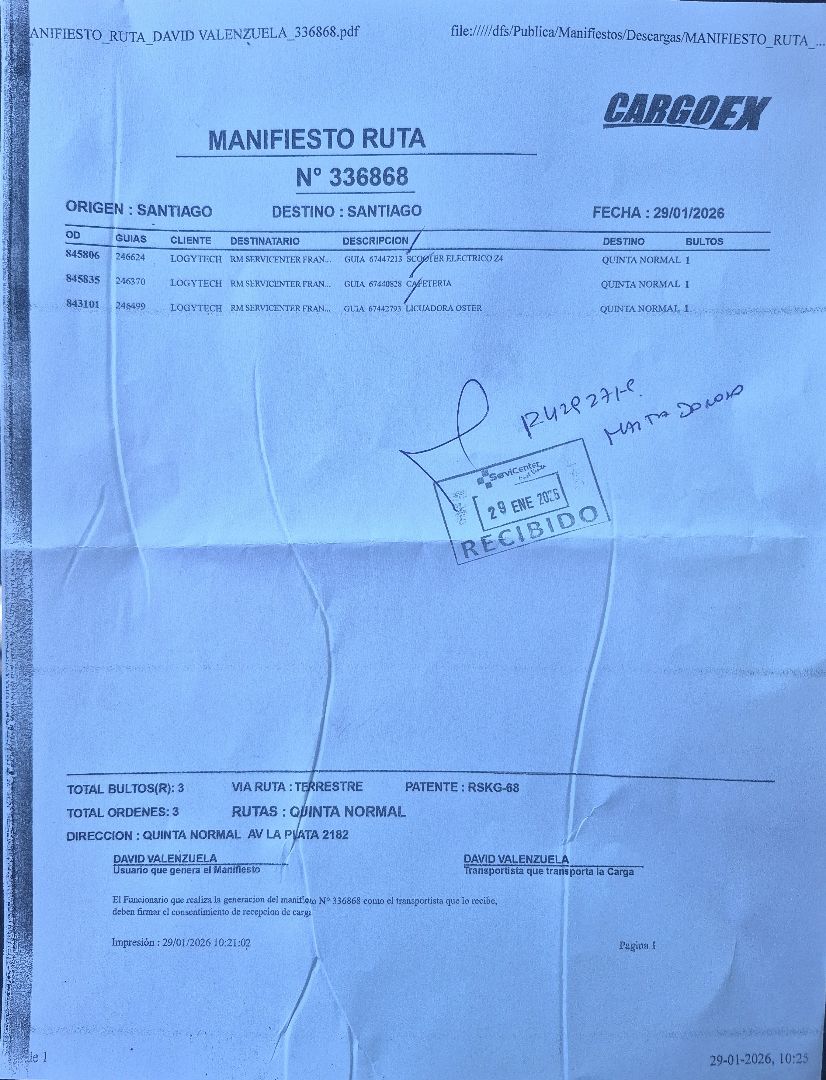 ANIFIESTO_RUTA_DAVID VALENZUELA_336868.pdf file://///dfs/Publica/Manifiestos/Descargas/MANIFIESTO_RUTA_...
CARGOEX
MANIFIESTO RUTA
N° 336868
ORIGEN : SANTIAGO DESTINO : SANTIAGO FECHA : 29/01/2026
OD GUIAS CLIENTE DESTINATARIO DESCRIPCION DESTINO BULTOS
845806 246624 LOGYTECH RM SERVICENTER FRAN... GUIA 67447213 SCOOTER ELECTRICO Z4 QUINTA NORMAL 1
845835 246370 LOGYTECH RM SERVICENTER FRAN... GUIA 67440828 CAFETERIA QUINTA NORMAL 1
843101 246499 LOGYTECH RM SERVICENTER FRAN... GUIA 67442793 LICUADORA OSTER QUINTA NORMAL 1
ServiCenter
29 ENE 2026
RECIBIDO
TOTAL BULTOS(R): 3 VIA RUTA : TERRESTRE PATENTE : RSKG-68
TOTAL ORDENES: 3 RUTAS : QUINTA NORMAL
DIRECCION : QUINTA NORMAL AV LA PLATA 2182
DAVID VALENZUELA DAVID VALENZUELA
Usuario que genera el Manifiesto Transportista que transporta la Carga
El Funcionario que realiza la generacion del manifiesto N° 336868 como el transportista que lo recibe,
deben firmar el consentimiento de recepcion de carga
Impresión : 29/01/2026 10:21:02 Pagina 1
de 1 29-01-2026, 10:25